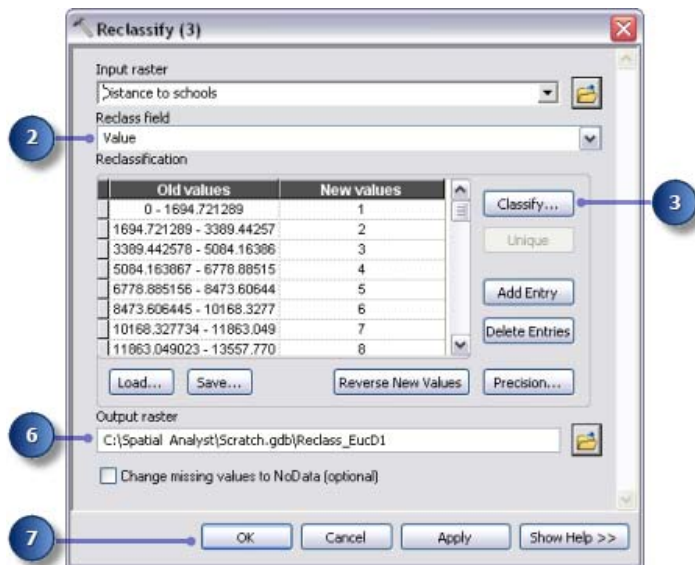 Reclassify (3)
Input raster
Distance to schools
Reclass field
2
Value
Reclassification
Old values New values
0 - 1694.721289 1
1694.721289 - 3389.44257 2
3389.442578 - 5084.16386 3
5084.163867 - 6778.88515 4
6778.885156 - 8473.60644 5
8473.606445 - 10168.3277 6
10168.327734 - 11863.049 7
11863.049023 - 13557.770 8
Classify...
3
Unique
Add Entry
Delete Entries
Load... Save... Reverse New Values Precision...
Output raster
6
C:\Spatial Analyst\Scratch.gdb\Reclass_EucD1
Change missing values to NoData (optional)
7
OK Cancel Apply Show Help >>